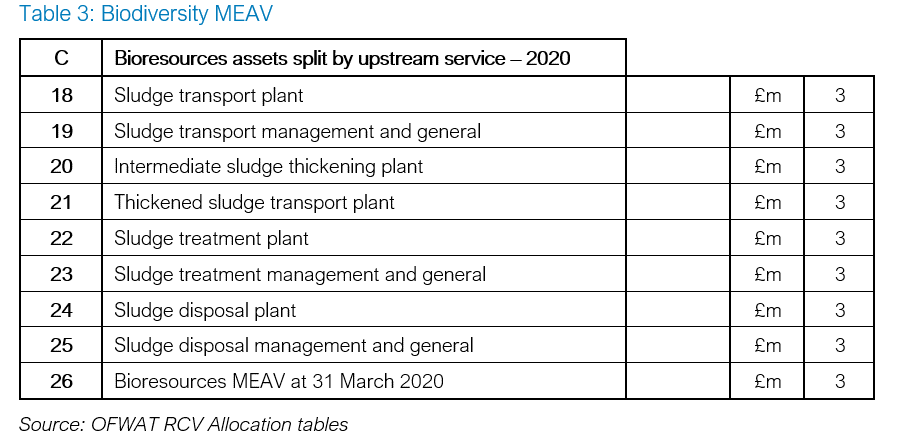 Table 3: Biodiversity MEAV
C Bioresources assets split by upstream service – 2020
18 Sludge transport plant £m 3
19 Sludge transport management and general £m 3
20 Intermediate sludge thickening plant £m 3
21 Thickened sludge transport plant £m 3
22 Sludge treatment plant £m 3
23 Sludge treatment management and general £m 3
24 Sludge disposal plant £m 3
25 Sludge disposal management and general £m 3
26 Bioresources MEAV at 31 March 2020 £m 3
Source: OFWAT RCV Allocation tables